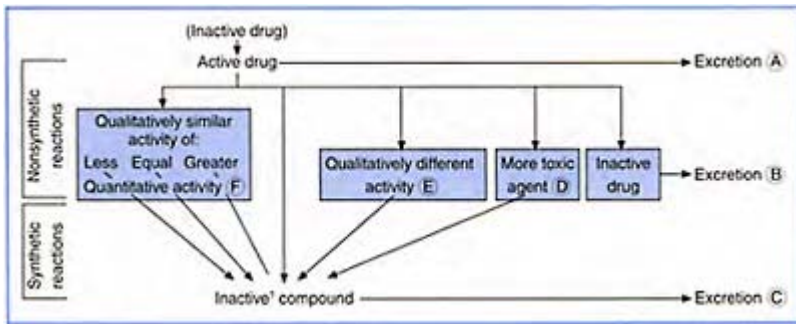 (Inactive drug)
Active drug
Excretion A
Nonsynthetic
reactions
Qualitatively similar
activity of:
Less Equal Greater
Quantitative activity F
Qualitatively different
activity E
More toxic
agent D
Inactive
drug
Excretion B
Synthetic
reactions
Inactive† compound
Excretion C